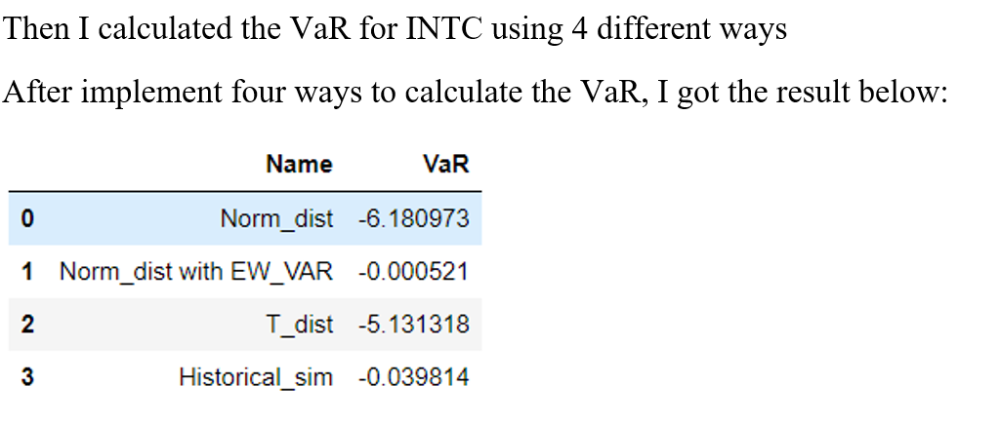 Then I calculated the VaR for INTC using 4 different ways
After implement four ways to calculate the VaR, I got the result below:
Name VaR
0 Norm_dist -6.180973
1 Norm_dist with EW_VAR -0.000521
2 T_dist -5.131318
3 Historical_sim -0.039814